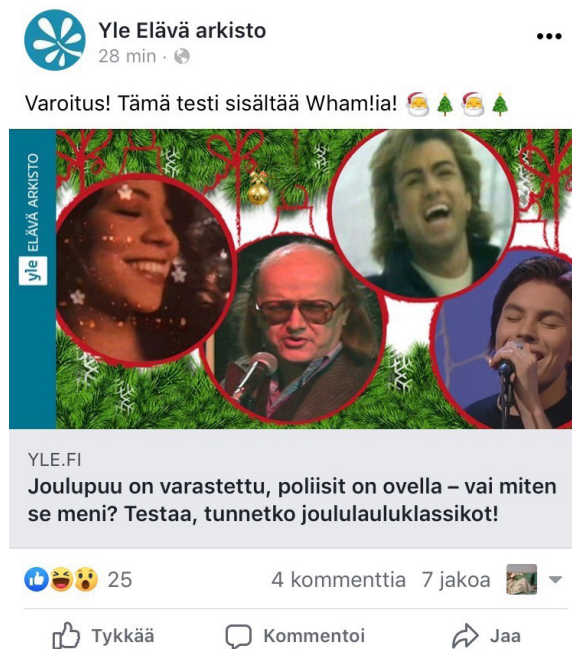 Yle Elävä arkisto
28 min ·
Varoitus! Tämä testi sisältää Wham!ia! 🎅🎄🎅🎄
yle ELÄVÄ ARKISTO
YLE.FI
Joulupuu on varastettu, poliisit on ovella – vai miten
se meni? Testaa, tunnetko joululauluklassikot!
25 4 kommenttia 7 jakoa
Tykkää Kommentoi Jaa